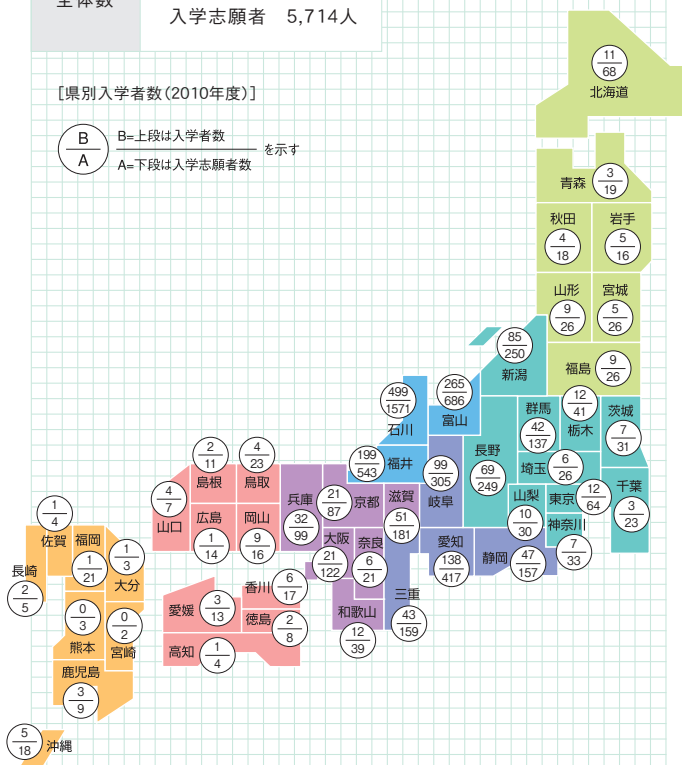 全体数
入学志願者 5,714人
[県別入学者数(2010年度)]
B
A
B=上段は入学者数
A=下段は入学志願者数
を示す
11
68
北海道
青森
3
19
秋田
4
18
岩手
5
16
山形
9
26
宮城
5
26
福島
9
26
85
250
新潟
265
686
富山
499
1571
石川
199
543
福井
12
41
栃木
群馬
42
137
茨城
7
31
埼玉
6
26
千葉
3
23
東京
12
64
神奈川
7
33
山梨
10
30
長野
69
249
99
305
岐阜
静岡
47
157
愛知
138
417
三重
43
159
滋賀
51
181
京都
21
87
兵庫
32
99
大阪
21
122
奈良
6
21
和歌山
12
39
4
23
鳥取
2
11
島根
岡山
9
16
広島
1
14
4
7
山口
香川
6
17
徳島
2
8
愛媛
3
13
高知
1
4
福岡
1
21
1
4
佐賀
長崎
2
5
1
3
大分
0
3
熊本
0
2
宮崎
鹿児島
3
9
5
18
沖縄